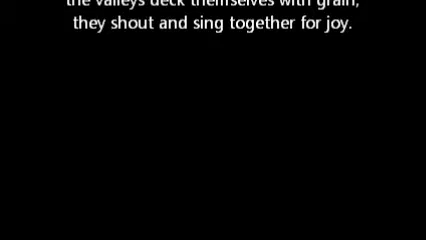 the valleys deck themselves with grain,
they shout and sing together for joy.